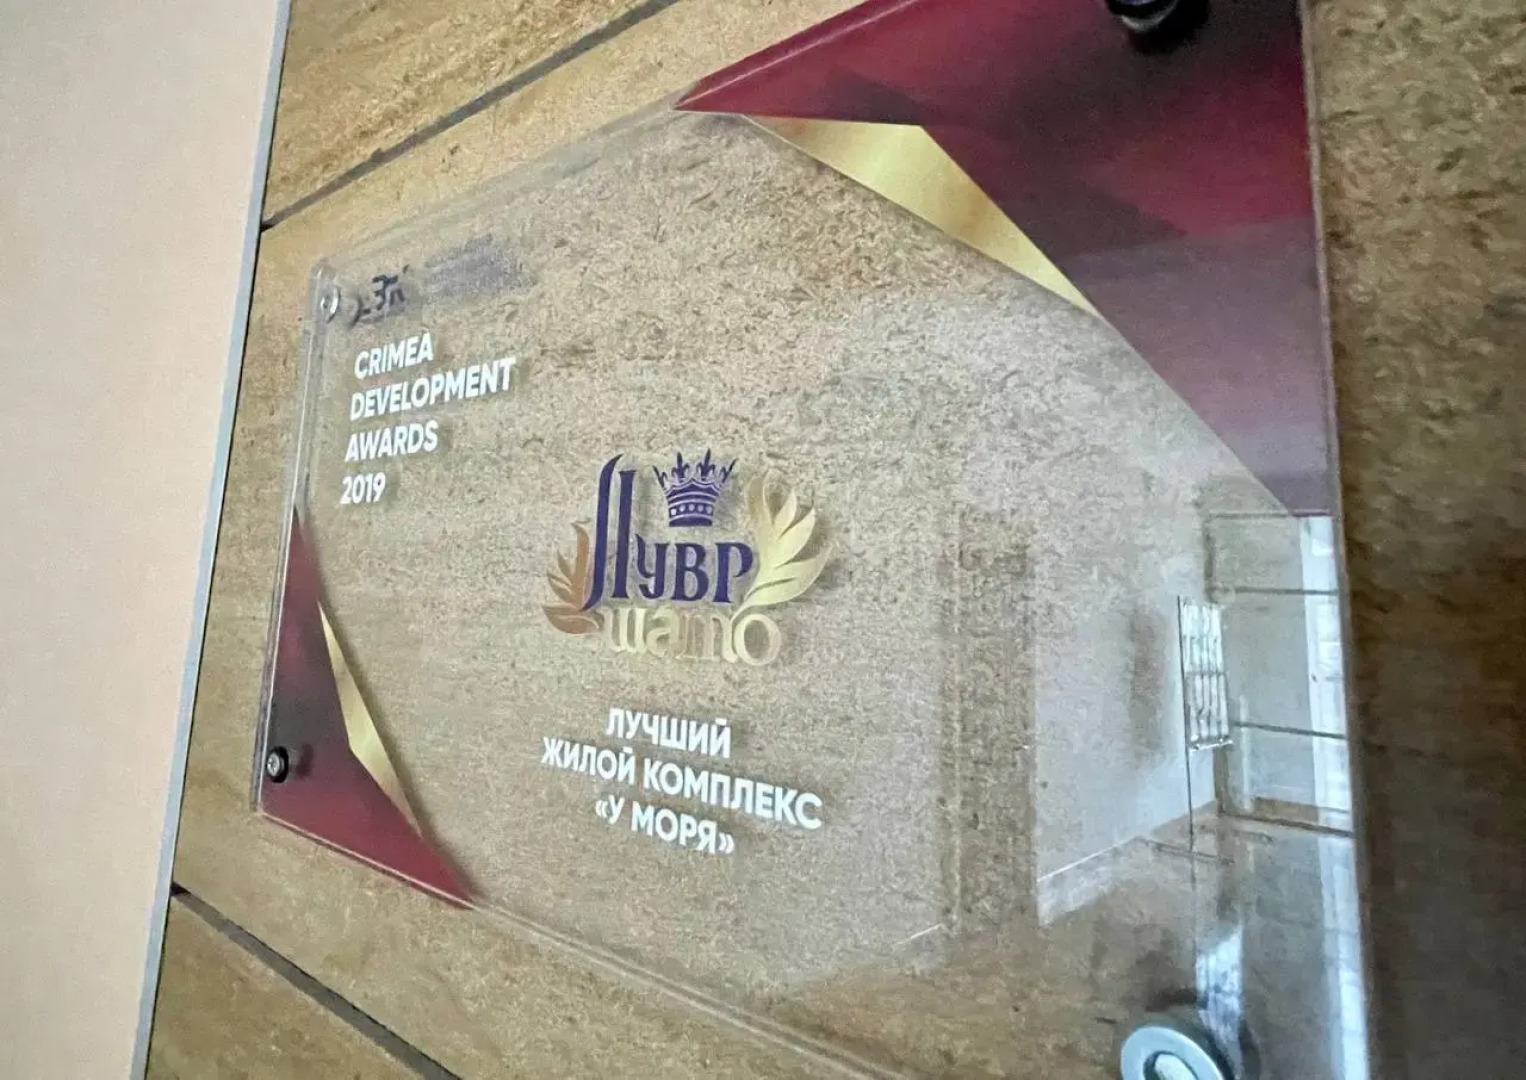 CRIMEA
DEVELOPMENT
AWARDS
2019
Лувр
шато
ЛУЧШИЙ
ЖИЛОЙ КОМПЛЕКС
«У МОРЯ»